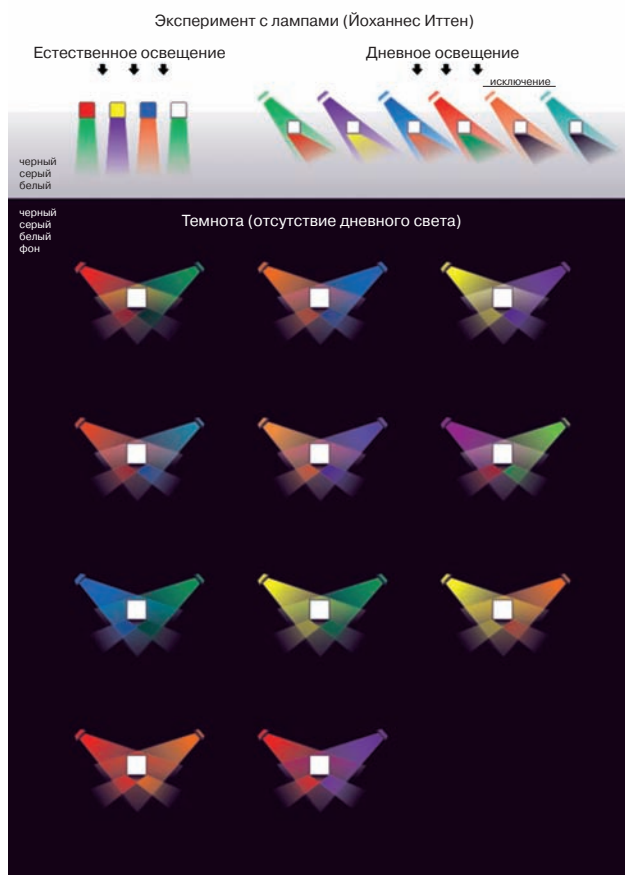 Эксперимент с лампами (Йоханнес Иттен)
Естественное освещение
Дневное освещение
исключение
черный
серый
белый
черный
серый
белый
фон
Темнота (отсутствие дневного света)